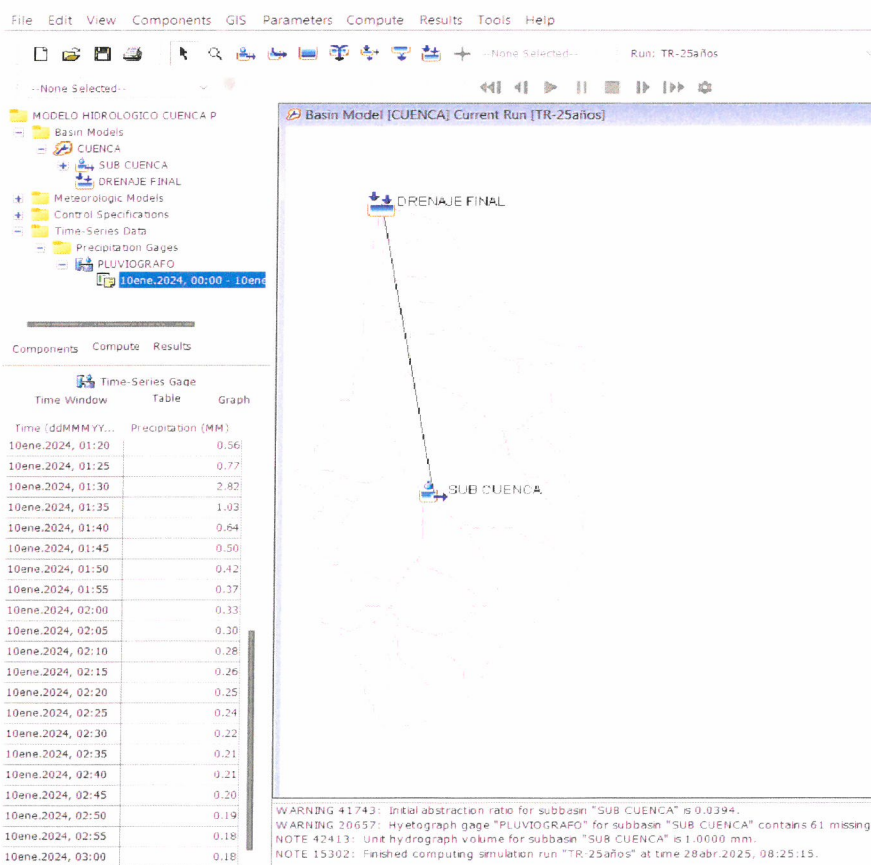 File Edit View Components GIS Parameters Compute Results Tools Help
--None Selected-- Run: TR-25años
--None Selected--
MODELO HIDROLOGICO CUENCA P
Basin Models
CUENCA
SUB CUENCA
DRENAJE FINAL
Meteorologic Models
Control Specifications
Time-Series Data
Precipitation Gages
PLUVIOGRAFO
10ene.2024, 00:00 - 10ene
Components Compute Results
Time-Series Gage
Time Window Table Graph
Time (ddMMMYY... Precipitation (MM)
10ene.2024, 01:20 0.56
10ene.2024, 01:25 0.77
10ene.2024, 01:30 2.82
10ene.2024, 01:35 1.03
10ene.2024, 01:40 0.64
10ene.2024, 01:45 0.50
10ene.2024, 01:50 0.42
10ene.2024, 01:55 0.37
10ene.2024, 02:00 0.33
10ene.2024, 02:05 0.30
10ene.2024, 02:10 0.28
10ene.2024, 02:15 0.26
10ene.2024, 02:20 0.25
10ene.2024, 02:25 0.24
10ene.2024, 02:30 0.22
10ene.2024, 02:35 0.21
10ene.2024, 02:40 0.21
10ene.2024, 02:45 0.20
10ene.2024, 02:50 0.19
10ene.2024, 02:55 0.18
10ene.2024, 03:00 0.18
Basin Model [CUENCA] Current Run [TR-25años]
DRENAJE FINAL
SUB CUENCA
WARNING 41743: Initial abstraction ratio for subbasin "SUB CUENCA" is 0.0394.
WARNING 20657: Hyetograph gage "PLUVIOGRAFO" for subbasin "SUB CUENCA" contains 61 missing
NOTE 42413: Unit hydrograph volume for subbasin "SUB CUENCA" is 1.0000 mm.
NOTE 15302: Finished computing simulation run "TR-25años" at time 28abr.2025, 08:25:15.